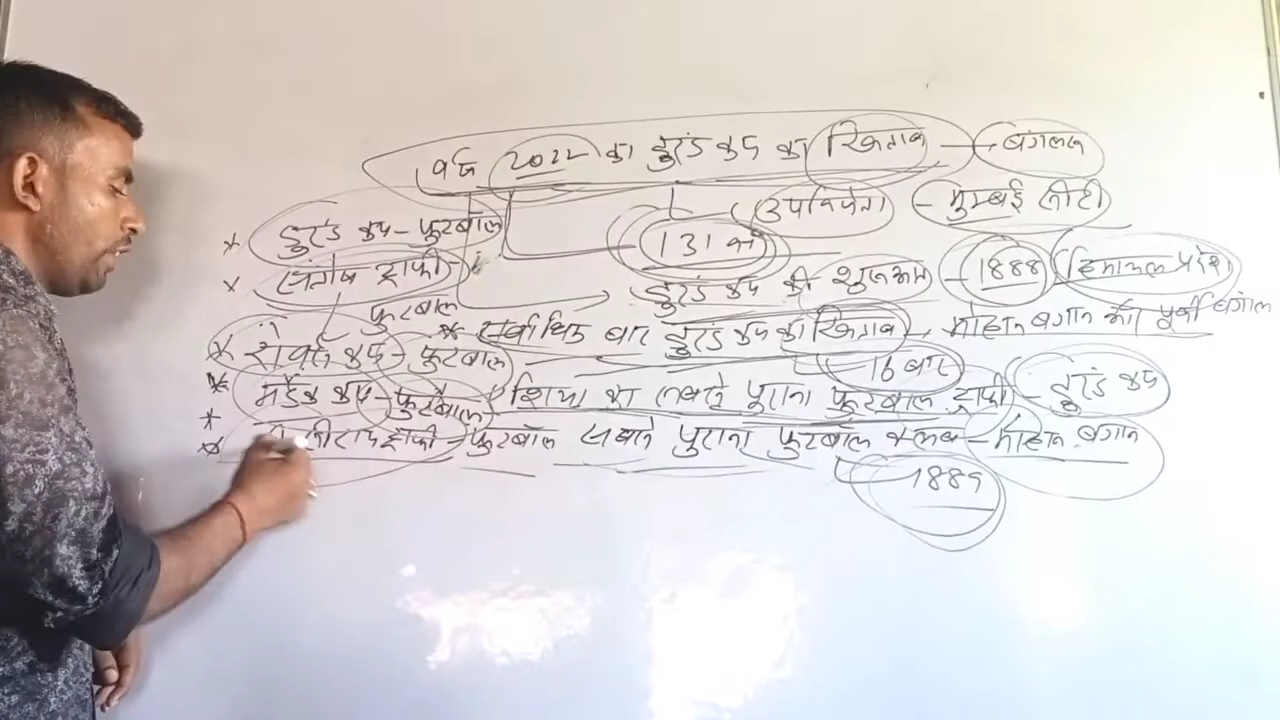 वर्ष 2022 का डुरंड कप का खिताब - बंगलुरू
उपविजेता - मुम्बई सीटी
* डुरंड कप - फुटबॉल
131 वां
* संतोष ट्राफी - फुटबाल
डुरंड कप की शुरुआत - 1888 हिमाचल प्रदेश
* सर्वाधिक बार डुरंड कप का खिताब - मोहन बगान और पूर्वी बंगाल
16 बार
* रोवर्स कप - फुटबाल
* मर्डेका कप - फुटबॉल
एशिया का सबसे पुराना फुटबॉल ट्राफी - डुरंड कप
ट्रॉफी - फुटबॉल
सबसे पुराना फुटबॉल क्लब - मोहन बगान
1889